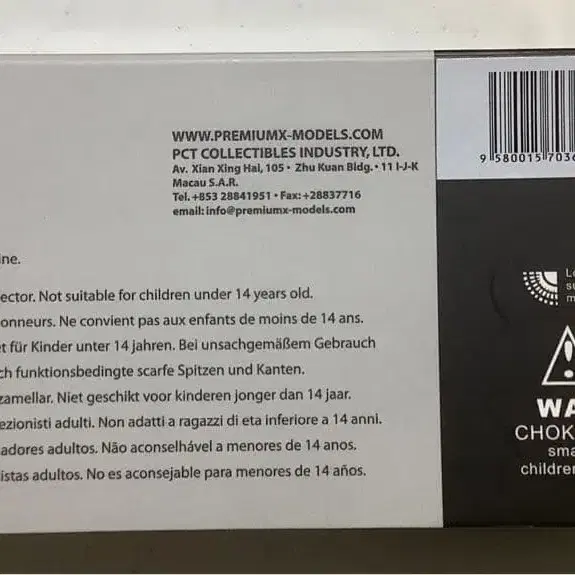 WWW.PREMIUMX-MODELS.COM
PCT COLLECTIBLES INDUSTRY, LTD.
Av. Xian Xing Hai, 105 • Zhu Kuan Bldg. • 11 I-J-K
Macau S.A.R.
Tel. +853 28841951 • Fax: +28837716
email: info@premiumx-models.com
ine.
ector. Not suitable for children under 14 years old.
onneurs. Ne convient pas aux enfants de moins de 14 ans.
t für Kinder unter 14 jahren. Bei unsachgemäßem Gebrauch
ch funktionsbedingte scarfe Spitzen und Kanten.
zamellar. Niet geschikt voor kinderen jonger dan 14 jaar.
ezionisti adulti. Non adatti a ragazzi di eta inferiore a 14 anni.
adores adultos. Não aconselhável a menores de 14 anos.
istas adultos. No es aconsejable para menores de 14 años.
9 580015 703
L
su
m
WA
CHOK
sma
children